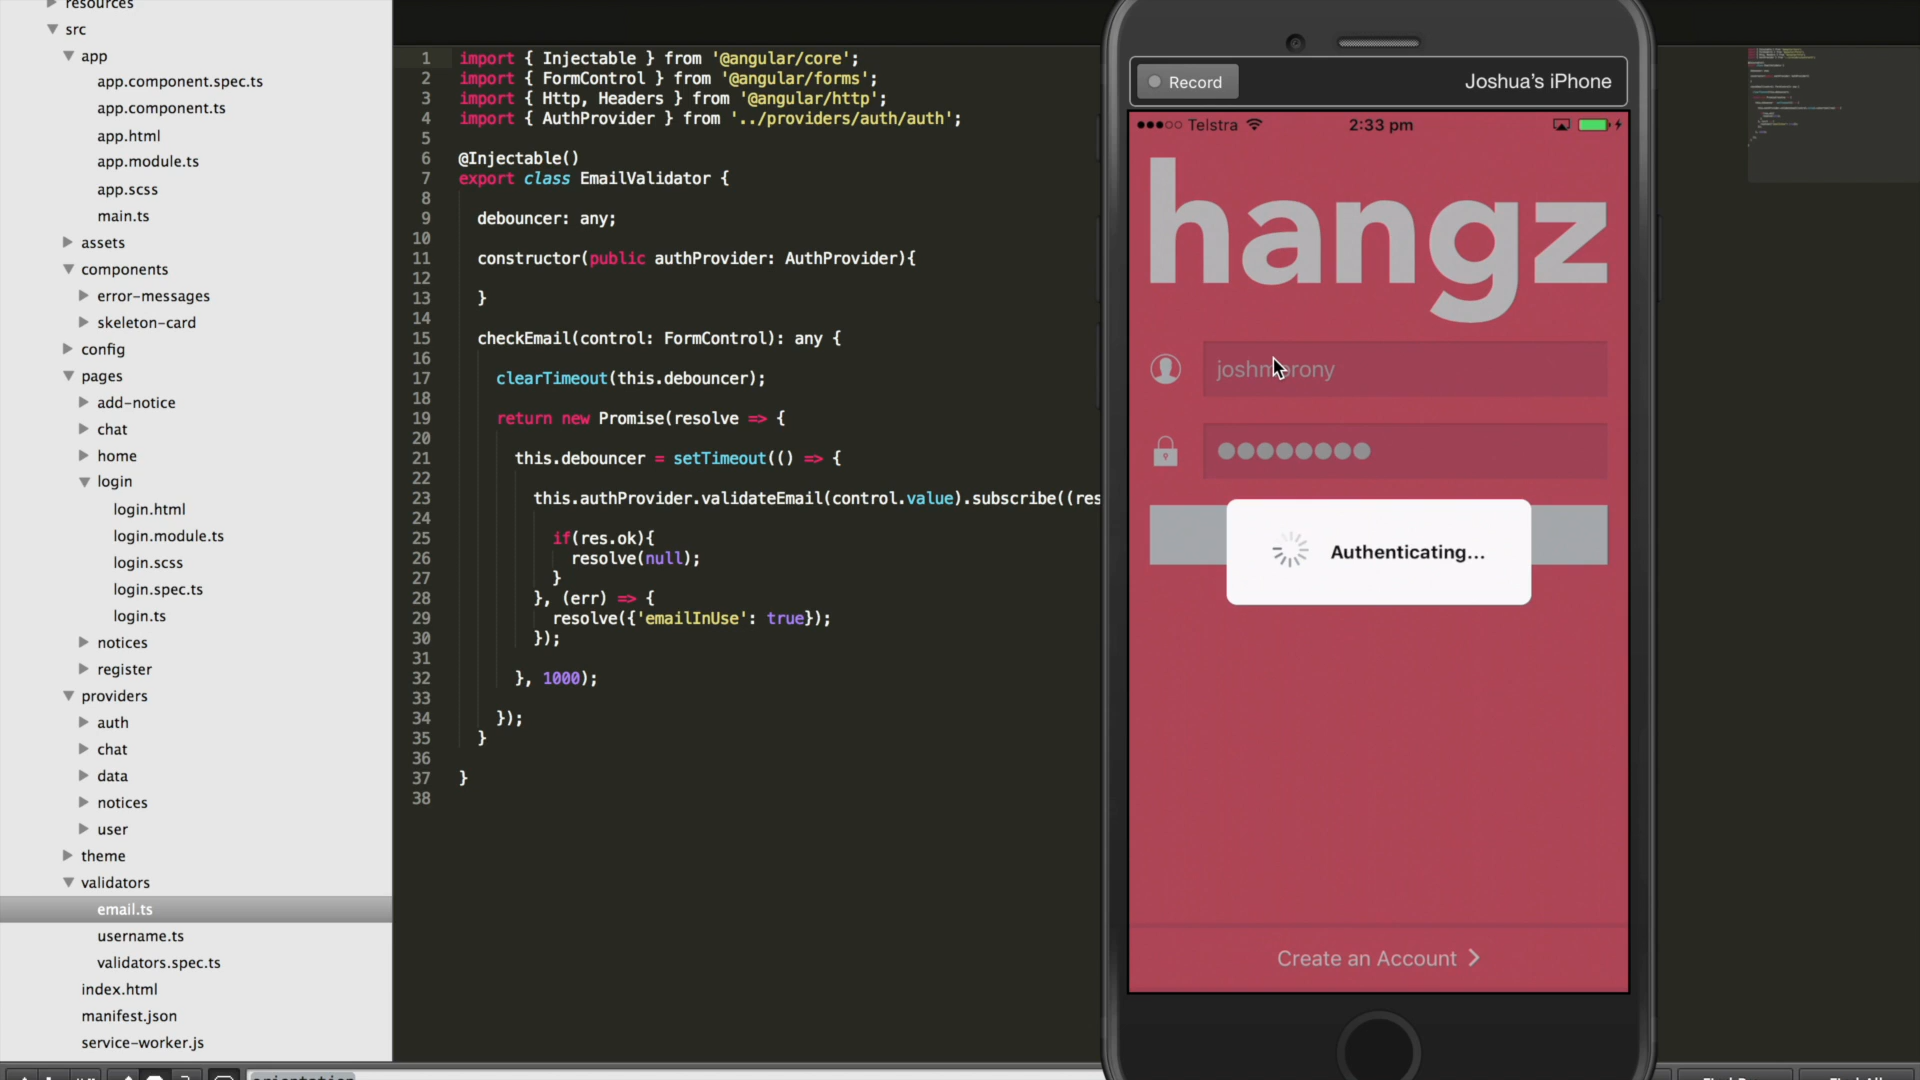 resources
src
app
app.component.spec.ts
app.component.ts
app.html
app.module.ts
app.scss
main.ts
assets
components
error-messages
skeleton-card
config
pages
add-notice
chat
home
login
login.html
login.module.ts
login.scss
login.spec.ts
login.ts
notices
register
providers
auth
chat
data
notices
user
theme
validators
email.ts
username.ts
validators.spec.ts
index.html
manifest.json
service-worker.js
1 import { Injectable } from '@angular/core';
2 import { FormControl } from '@angular/forms';
3 import { Http, Headers } from '@angular/http';
4 import { AuthProvider } from '../providers/auth/auth';
5
6 @Injectable()
7 export class EmailValidator {
8
9 debouncer: any;
10
11 constructor(public authProvider: AuthProvider){
12
13 }
14
15 checkEmail(control: FormControl): any {
16
17 clearTimeout(this.debouncer);
18
19 return new Promise(resolve => {
20
21 this.debouncer = setTimeout(() => {
22
23 this.authProvider.validateEmail(control.value).subscribe((res
24
25 if(res.ok){
26 resolve(null);
27 }
28 }, (err) => {
29 resolve({'emailInUse': true});
30 });
31
32 }, 1000);
33
34 });
35 }
36
37 }
38
Record
Joshua's iPhone
Telstra
2:33 pm
hangz
Authenticating...
Create an Account